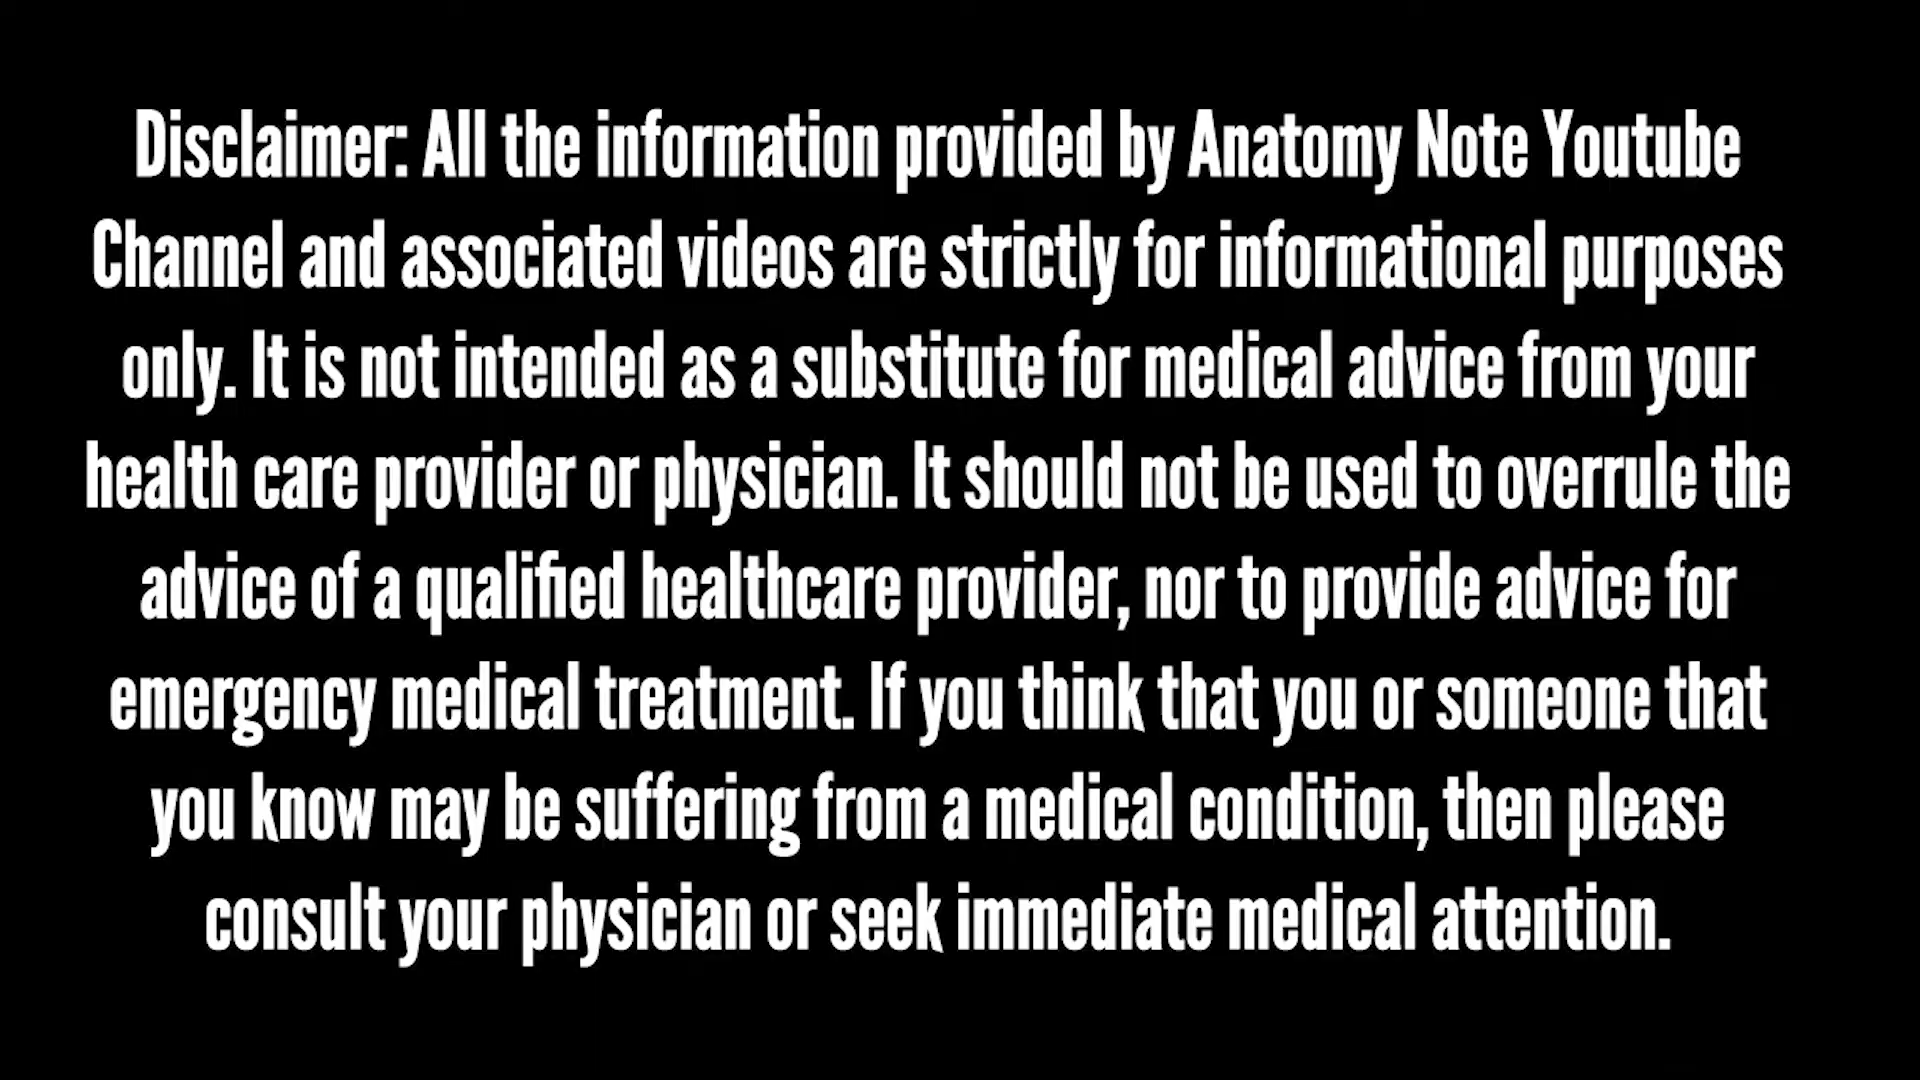 Disclaimer: All the information provided by Anatomy Note Youtube
Channel and associated videos are strictly for informational purposes
only. It is not intended as a substitute for medical advice from your
health care provider or physician. It should not be used to overrule the
advice of a qualified healthcare provider, nor to provide advice for
emergency medical treatment. If you think that you or someone that
you know may be suffering from a medical condition, then please
consult your physician or seek immediate medical attention.